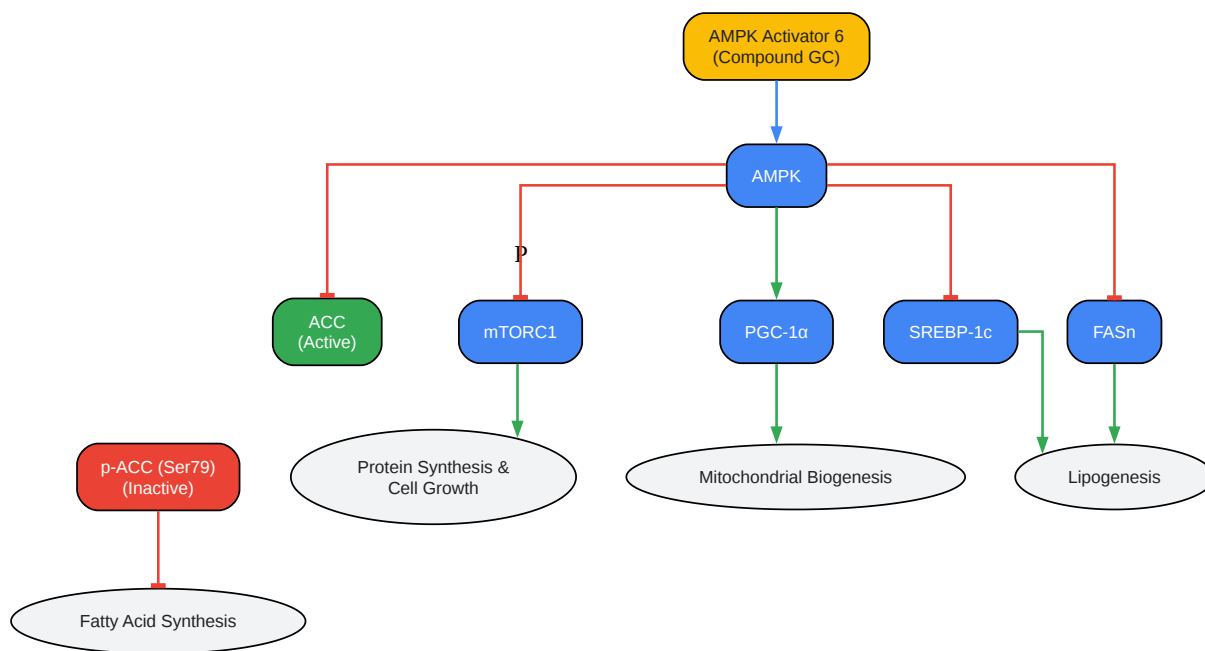 AMPK Activator 6
(Compound GC)
AMPK
P
ACC
(Active)
mTORC1
PGC-1α
SREBP-1c
FASn
p-ACC (Ser79)
(Inactive)
Protein Synthesis &
Cell Growth
Mitochondrial Biogenesis
Lipogenesis
Fatty Acid Synthesis